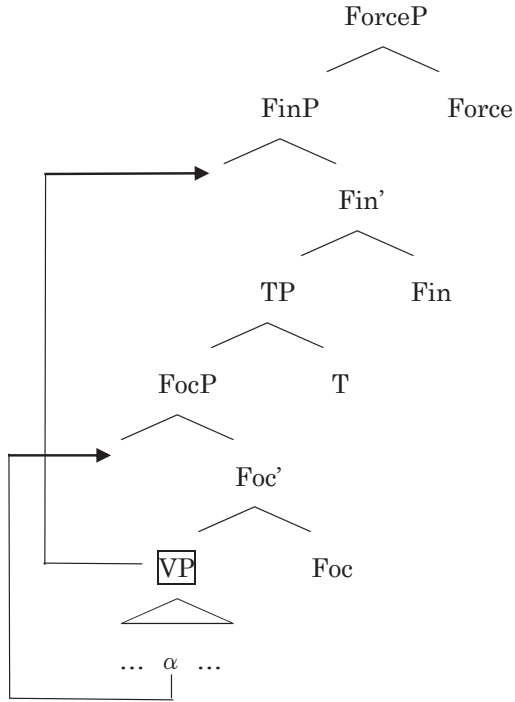 ForceP
FinP Force
Fin’
TP Fin
FocP T
Foc’
VP Foc
... α ...